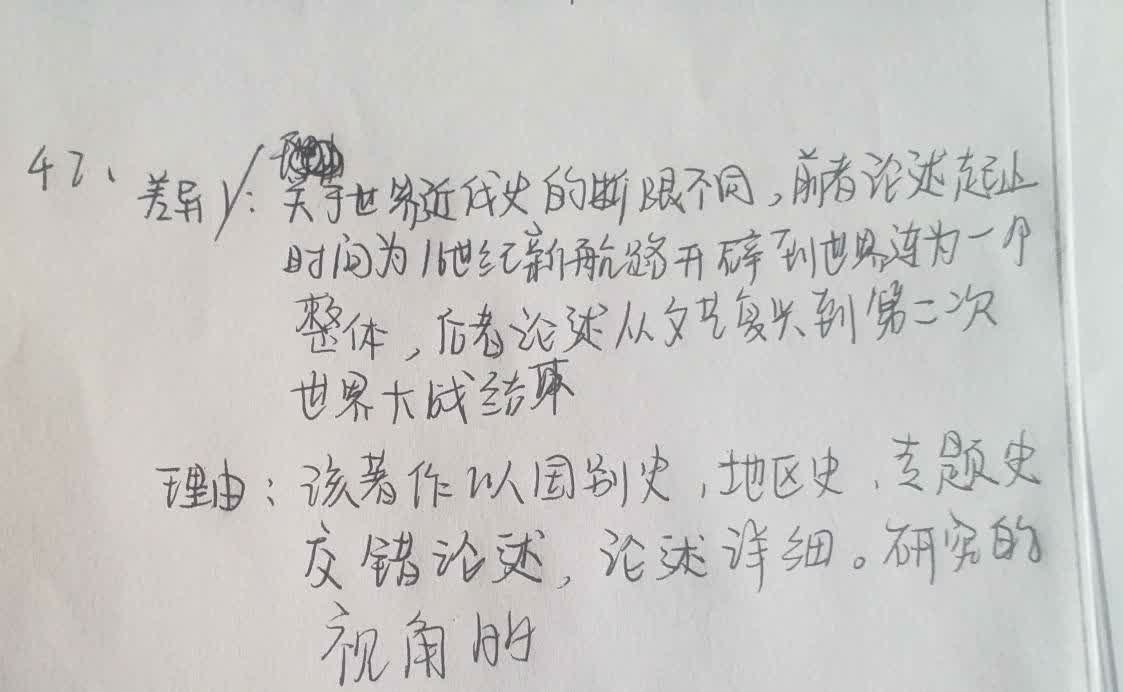 42、
差异1: 关于世界近代史的断限不同,前者论述起止
时间为16世纪新航路开辟到世界连为一个
整体,后者论述从文艺复兴到第二次
世界大战结束
理由:该著作以国别史,地区史、专题史
交错论述,论述详细。研究的
视角